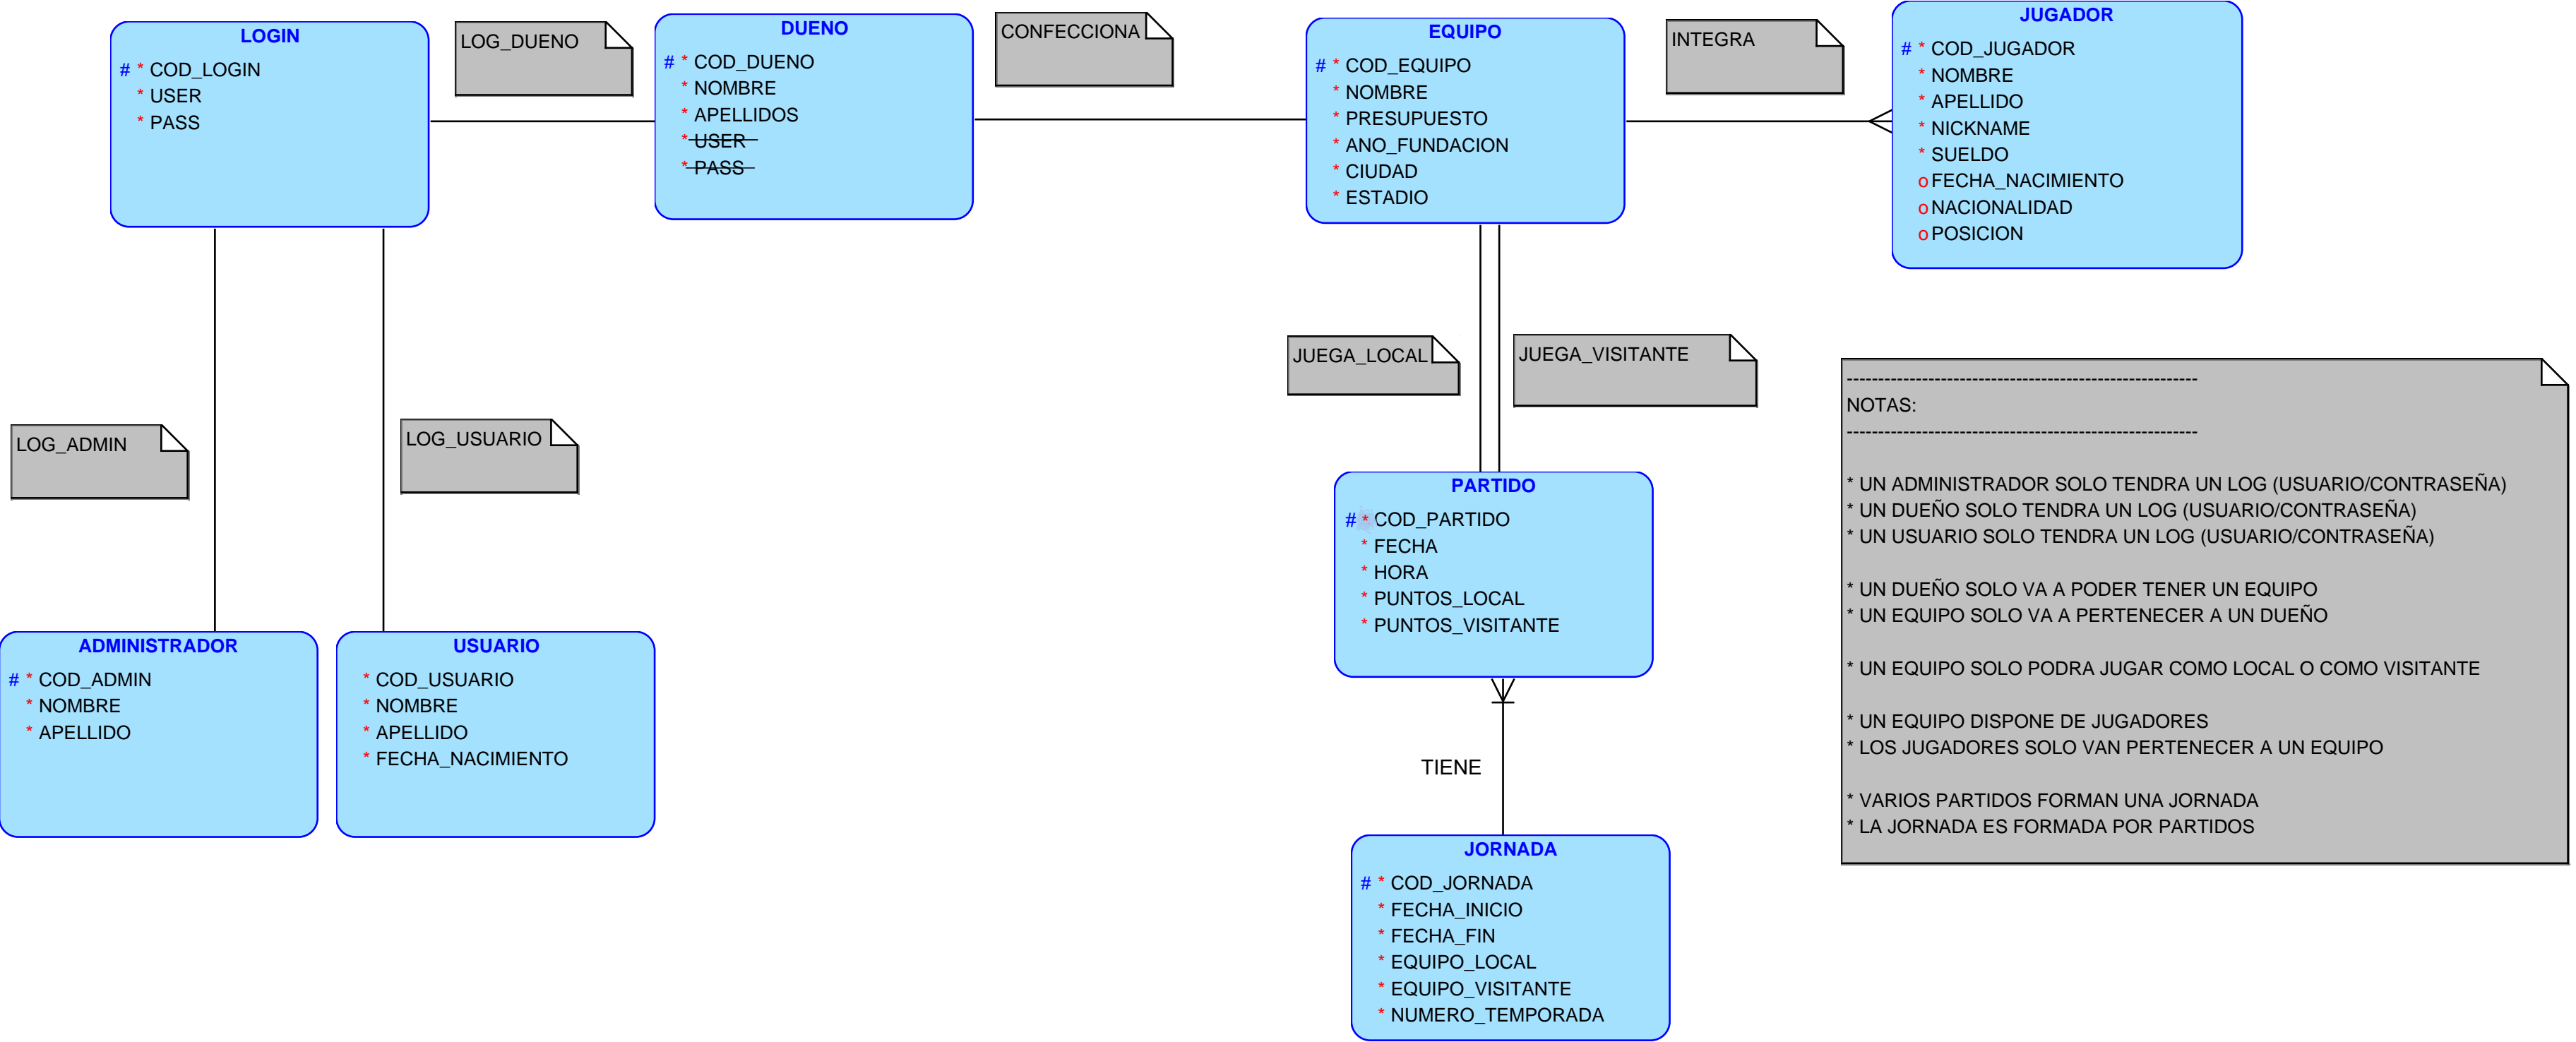 LOGIN
# * COD_LOGIN
* USER
* PASS
LOG_DUENO
DUENO
# * COD_DUENO
* NOMBRE
* APELLIDOS
* USER
* PASS
CONFECCIONA
EQUIPO
# * COD_EQUIPO
* NOMBRE
* PRESUPUESTO
* ANO_FUNDACION
* CIUDAD
* ESTADIO
INTEGRA
JUGADOR
# * COD_JUGADOR
* NOMBRE
* APELLIDO
* NICKNAME
* SUELDO
o FECHA_NACIMIENTO
o NACIONALIDAD
o POSICION
LOG_ADMIN
LOG_USUARIO
JUEGA_LOCAL
JUEGA_VISITANTE
ADMINISTRADOR
# * COD_ADMIN
* NOMBRE
* APELLIDO
USUARIO
* COD_USUARIO
* NOMBRE
* APELLIDO
* FECHA_NACIMIENTO
PARTIDO
# * COD_PARTIDO
* FECHA
* HORA
* PUNTOS_LOCAL
* PUNTOS_VISITANTE
TIENE
JORNADA
# * COD_JORNADA
* FECHA_INICIO
* FECHA_FIN
* EQUIPO_LOCAL
* EQUIPO_VISITANTE
* NUMERO_TEMPORADA
--------------------------------------------------------
NOTAS:
--------------------------------------------------------
* UN ADMINISTRADOR SOLO TENDRA UN LOG (USUARIO/CONTRASEÑA)
* UN DUEÑO SOLO TENDRA UN LOG (USUARIO/CONTRASEÑA)
* UN USUARIO SOLO TENDRA UN LOG (USUARIO/CONTRASEÑA)
* UN DUEÑO SOLO VA A PODER TENER UN EQUIPO
* UN EQUIPO SOLO VA A PERTENECER A UN DUEÑO
* UN EQUIPO SOLO PODRA JUGAR COMO LOCAL O COMO VISITANTE
* UN EQUIPO DISPONE DE JUGADORES
* LOS JUGADORES SOLO VAN PERTENECER A UN EQUIPO
* VARIOS PARTIDOS FORMAN UNA JORNADA
* LA JORNADA ES FORMADA POR PARTIDOS